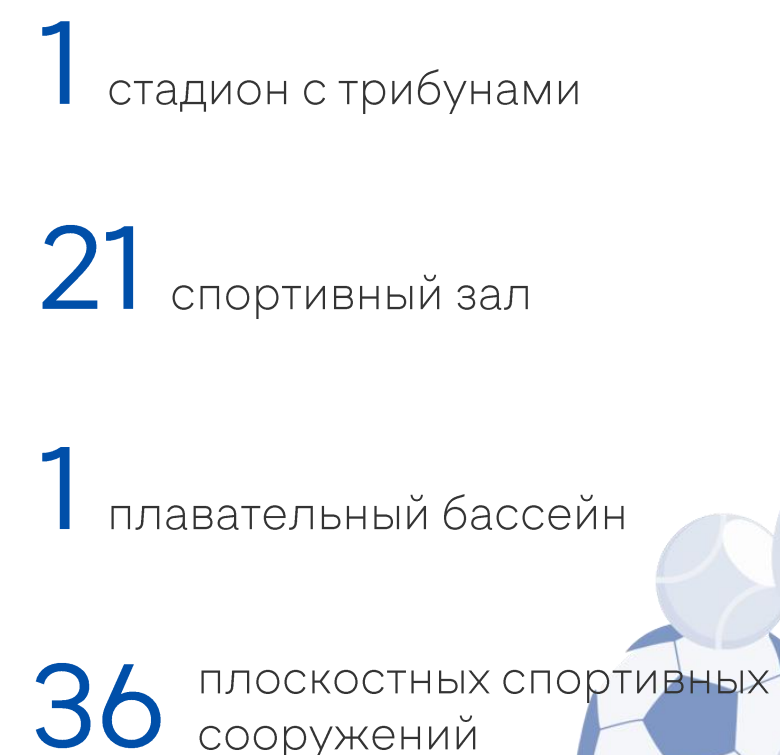 1 стадион с трибунами
21 спортивный зал
1 плавательный бассейн
36 плоскостных спортивных
сооружений